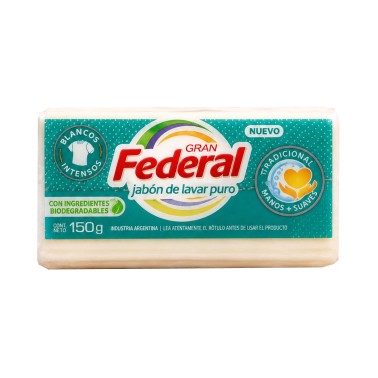 BLANCOS
INTENSOS
GRAN
Federal
jabón de lavar puro
NUEVO
TRADICIONAL
MANOS + SUAVES
CON INGREDIENTES
BIODEGRADABLES
CONT.
NETO 150g
INDUSTRIA ARGENTINA | LEA ATENTAMENTE EL RÓTULO ANTES DE USAR EL PRODUCTO